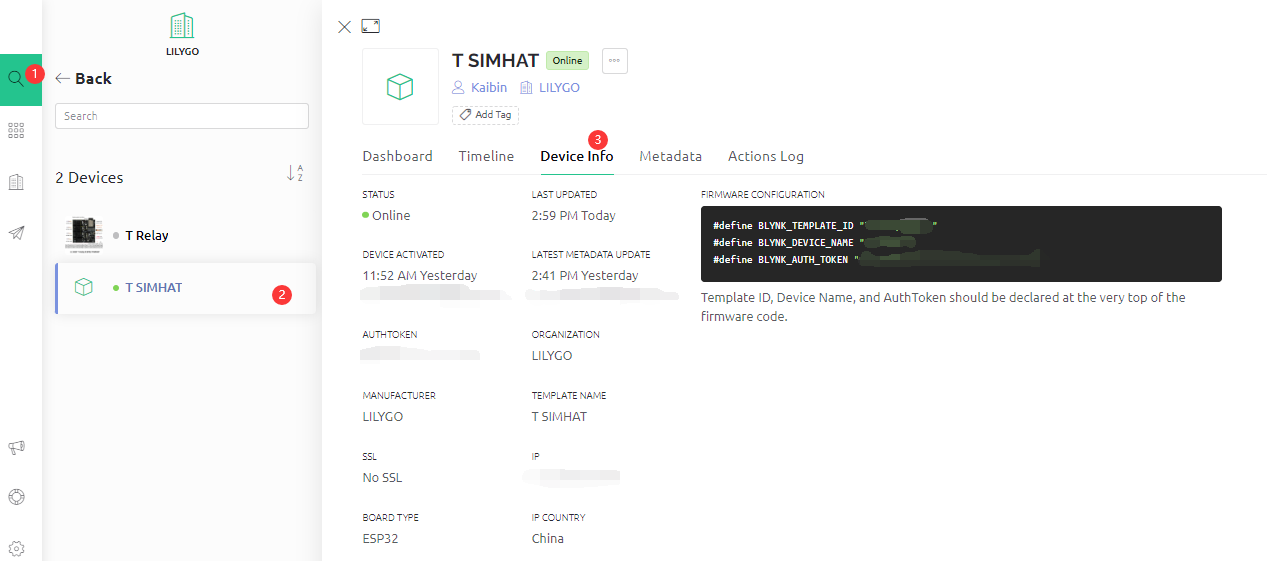 LILYGO
1
Back
Search
2 Devices
A
Z
T Relay
T SIMHAT
2
T SIMHAT
Online
Kaibin
LILYGO
Add Tag
3
Dashboard
Timeline
Device Info
Metadata
Actions Log
STATUS
Online
LAST UPDATED
2:59 PM Today
DEVICE ACTIVATED
11:52 AM Yesterday
LATEST METADATA UPDATE
2:41 PM Yesterday
AUTHTOKEN
ORGANIZATION
LILYGO
MANUFACTURER
LILYGO
TEMPLATE NAME
T SIMHAT
SSL
No SSL
IP
BOARD TYPE
ESP32
IP COUNTRY
China
FIRMWARE CONFIGURATION
#define BLYNK_TEMPLATE_ID " "
#define BLYNK_DEVICE_NAME "
#define BLYNK_AUTH_TOKEN "
Template ID, Device Name, and AuthToken should be declared at the very top of the
firmware code.